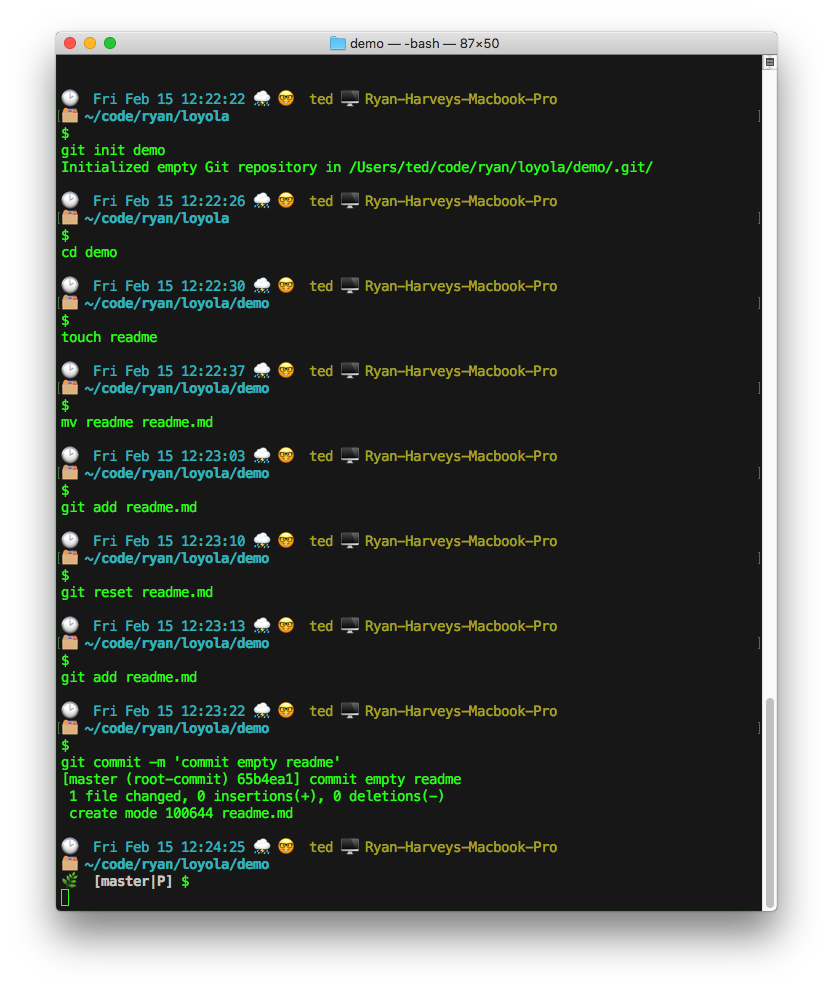 demo — -bash — 87×50
Fri Feb 15 12:22:22 ted Ryan-Harveys-Macbook-Pro
~/code/ryan/loyola
$
git init demo
Initialized empty Git repository in /Users/ted/code/ryan/loyola/demo/.git/
Fri Feb 15 12:22:26 ted Ryan-Harveys-Macbook-Pro
~/code/ryan/loyola
$
cd demo
Fri Feb 15 12:22:30 ted Ryan-Harveys-Macbook-Pro
~/code/ryan/loyola/demo
$
touch readme
Fri Feb 15 12:22:37 ted Ryan-Harveys-Macbook-Pro
~/code/ryan/loyola/demo
$
mv readme readme.md
Fri Feb 15 12:23:03 ted Ryan-Harveys-Macbook-Pro
~/code/ryan/loyola/demo
$
git add readme.md
Fri Feb 15 12:23:10 ted Ryan-Harveys-Macbook-Pro
~/code/ryan/loyola/demo
$
git reset readme.md
Fri Feb 15 12:23:13 ted Ryan-Harveys-Macbook-Pro
~/code/ryan/loyola/demo
$
git add readme.md
Fri Feb 15 12:23:22 ted Ryan-Harveys-Macbook-Pro
~/code/ryan/loyola/demo
$
git commit -m 'commit empty readme'
[master (root-commit) 65b4ea1] commit empty readme
1 file changed, 0 insertions(+), 0 deletions(-)
create mode 100644 readme.md
Fri Feb 15 12:24:25 ted Ryan-Harveys-Macbook-Pro
~/code/ryan/loyola/demo
[master|P] $